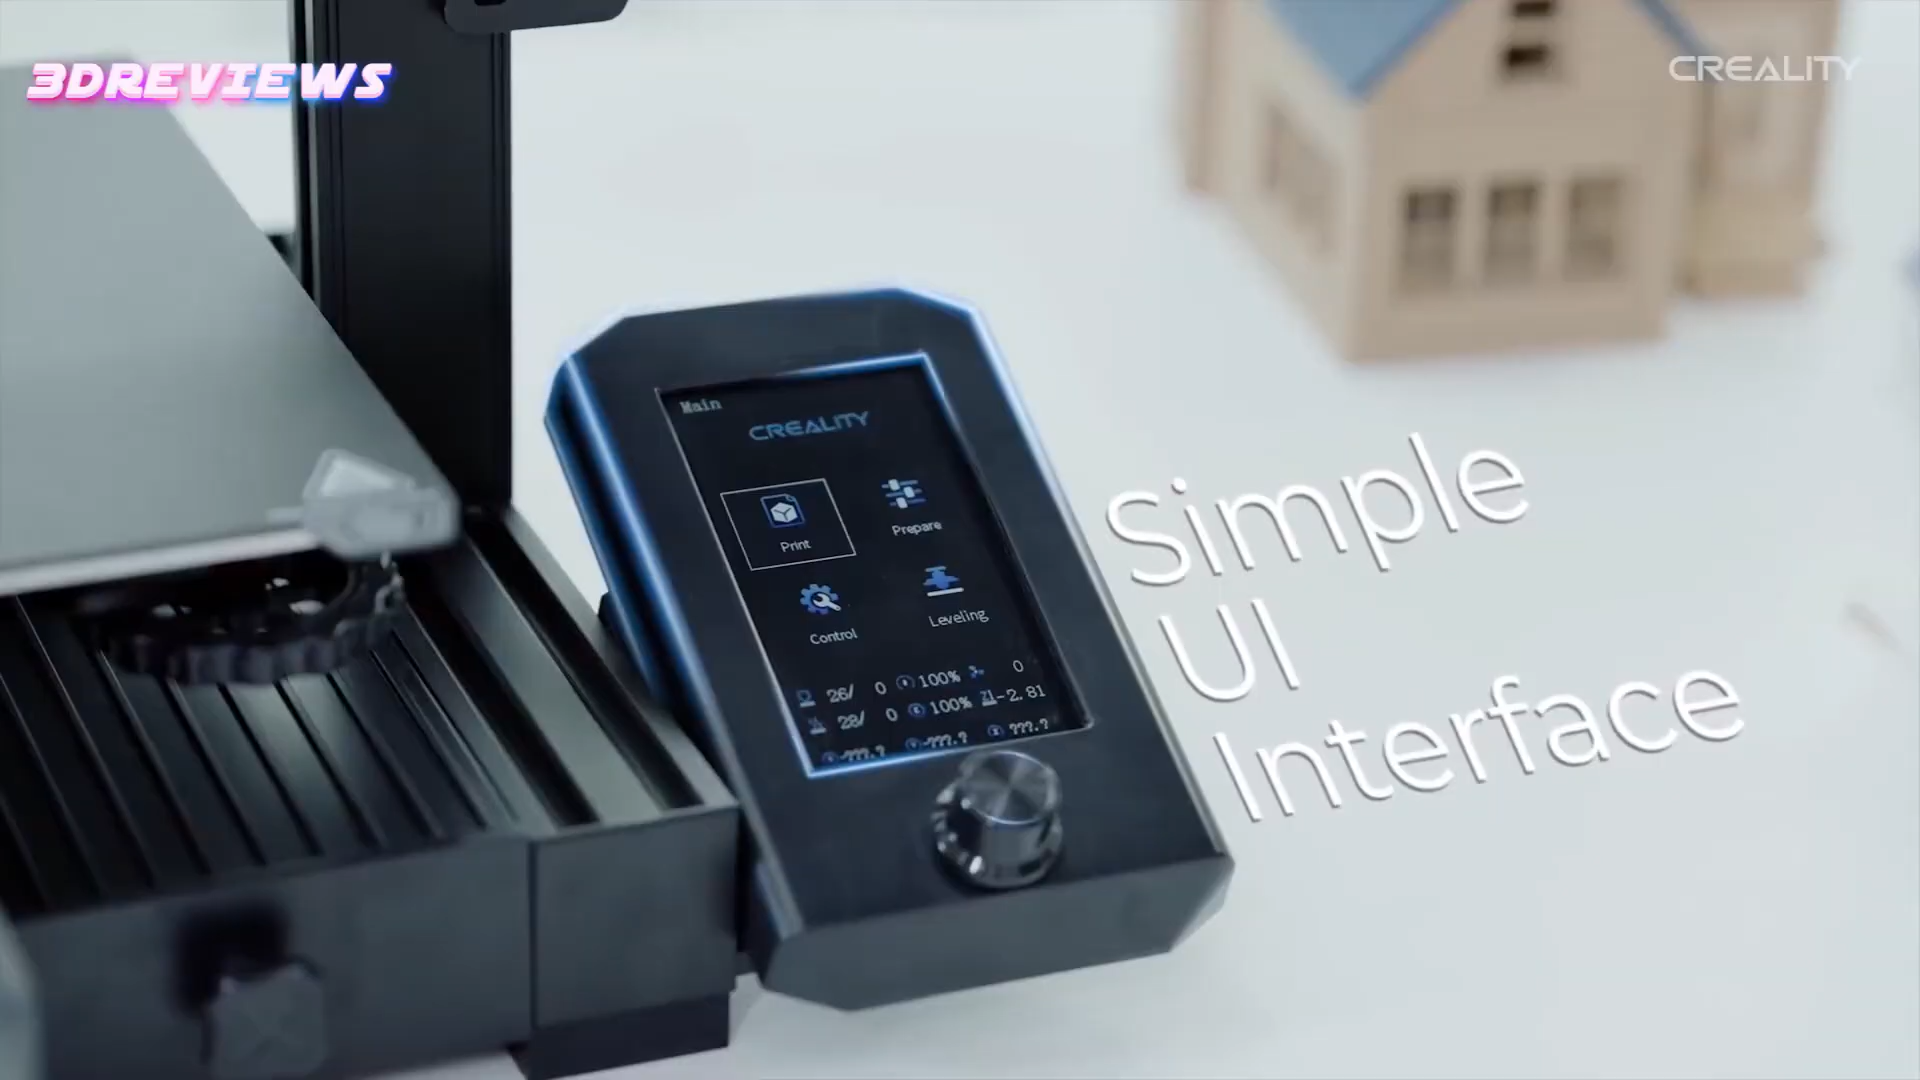 3DREVIEWS
CREALITY
Main
CREALITY
Print
Prepare
Control
Leveling
26/ 0 100% 0
28/ 0 100% Z1-2.81
-???.? -???.? ???.?
Simple
UI
Interface